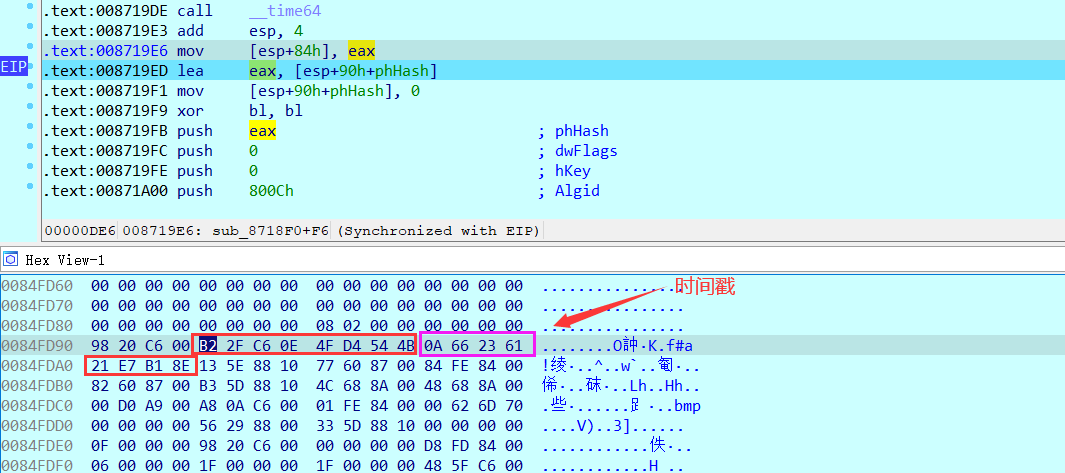 .text:008719DE call    __time64
.text:008719E3 add     esp, 4
.text:008719E6 mov     [esp+84h], eax
EIP .text:008719ED lea     eax, [esp+90h+phHash]
.text:008719F1 mov     [esp+90h+phHash], 0
.text:008719F9 xor     bl, bl
.text:008719FB push    eax             ; phHash
.text:008719FC push    0               ; dwFlags
.text:008719FE push    0               ; hKey
.text:00871A00 push    800Ch           ; Algid
00000DE6 008719E6: sub_8718F0+F6 (Synchronized with EIP)
Hex View-1
时间戳
0084FD60 00 00 00 00 00 00 00 00 00 00 00 00 00 00 00 00 ................
0084FD70 00 00 00 00 00 00 00 00 00 00 00 00 00 00 00 00 ................
0084FD80 00 00 00 00 00 00 00 00 08 02 00 00 00 00 00 00 ................
0084FD90 98 20 C6 00 B2 2F C6 0E 4F D4 54 4B 0A 66 23 61 ........O訷·K.f#a
0084FDA0 21 E7 B1 8E 13 5E 88 10 77 60 87 00 84 FE 84 00 !绫·..^..w`..匎·.
0084FDB0 82 60 87 00 B3 5D 88 10 4C 68 8A 00 48 68 8A 00
0084FDC0 00 D0 A9 00 A8 0A C6 00 01 FE 84 00 00 62 6D 70
0084FDD0 00 00 00 00 56 29 88 00 33 5D 88 10 00 00 00 00 ....V)..3]......
0084FDE0 0F 00 00 00 98 20 C6 00 00 00 00 00 D8 FD 84 00
0084FDF0 06 00 00 00 1F 00 00 00 1F 00 00 00 48 5F C6 00 ............H_..